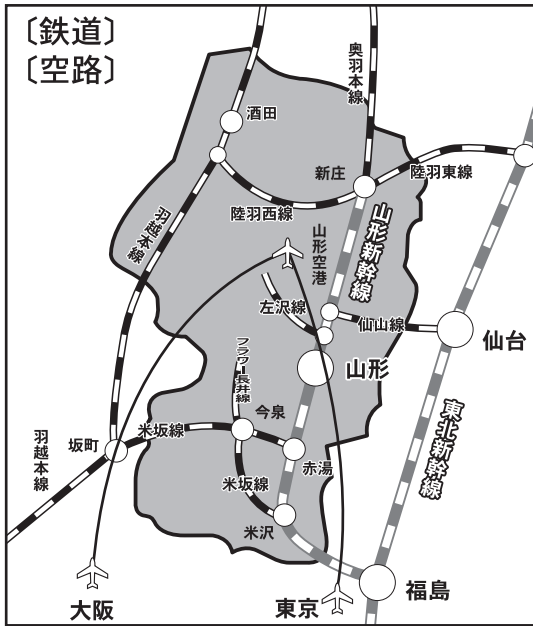 〔鉄道〕
〔空路〕
奥羽本線
酒田
新庄
陸羽東線
陸羽西線
羽越本線
山形空港
山形新幹線
左沢線
仙山線
仙台
山形
フラワー長井線
今泉
東北新幹線
羽越本線
坂町
米坂線
赤湯
米坂線
米沢
福島
大阪
東京